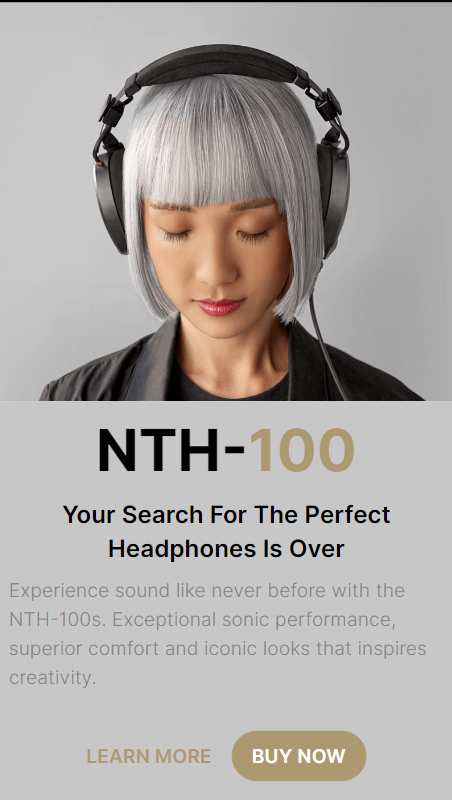 NTH-100
Your Search For The Perfect
Headphones Is Over
Experience sound like never before with the
NTH-100s. Exceptional sonic performance,
superior comfort and iconic looks that inspires
creativity.
LEARN MORE
BUY NOW